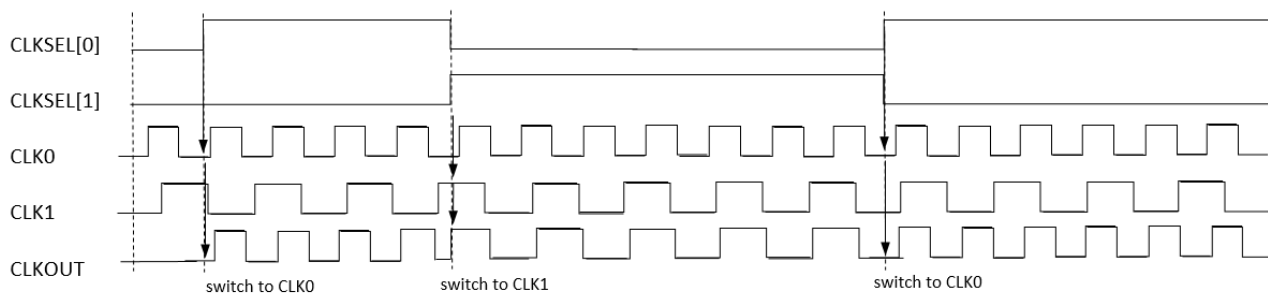 CLKSEL[0]
CLKSEL[1]
CLK0
CLK1
CLKOUT
switch to CLK0
switch to CLK1
switch to CLK0